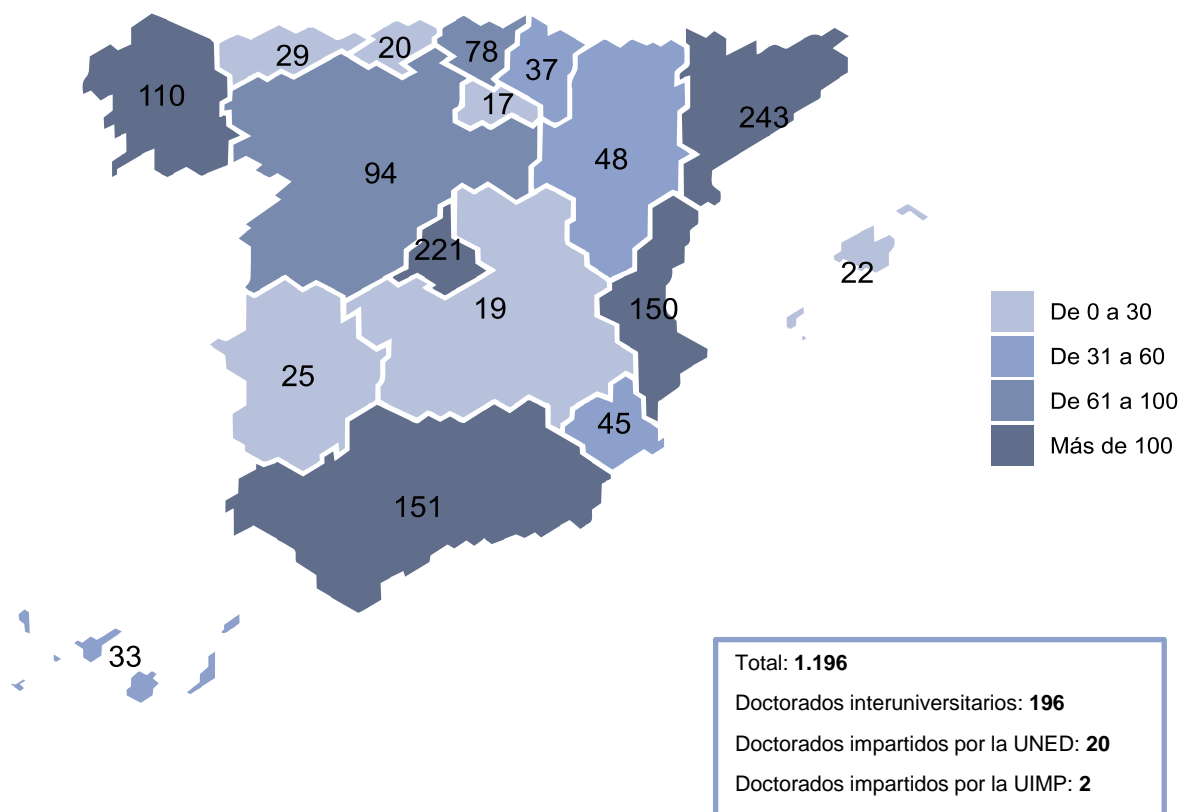 29
20
78
37
110
17
243
94
48
221
22
19
150
25
45
151
33
De 0 a 30
De 31 a 60
De 61 a 100
Más de 100
Total: 1.196
Doctorados interuniversitarios: 196
Doctorados impartidos por la UNED: 20
Doctorados impartidos por la UIMP: 2